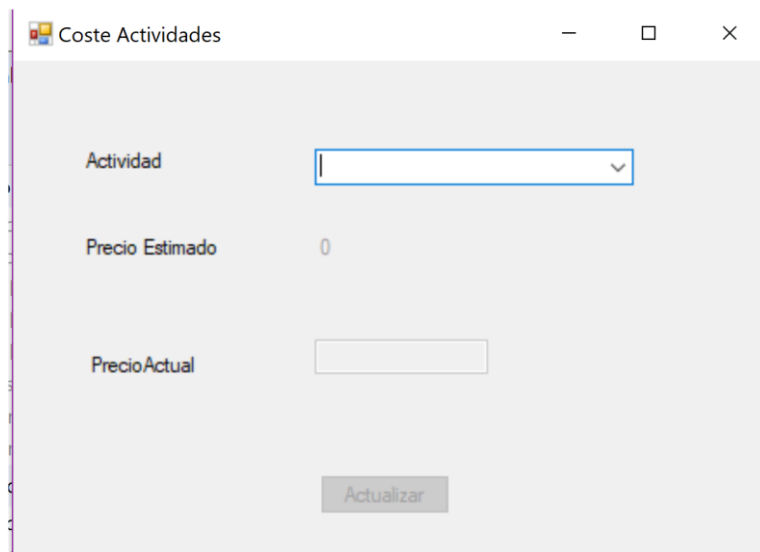 Coste Actividades
Actividad
Precio Estimado 0
PrecioActual
Actualizar